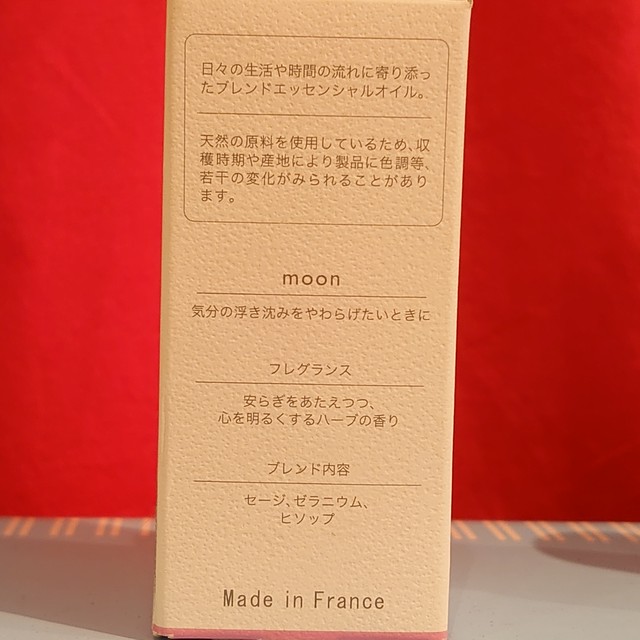 日々の生活や時間の流れに寄り添っ
たブレンドエッセンシャルオイル。
天然の原料を使用しているため、収
穫時期や産地により製品に色調等、
若干の変化がみられることがあり
ます。
moon
気分の浮き沈みをやわらげたいときに
フレグランス
安らぎをあたえつつ、
心を明るくするハーブの香り
ブレンド内容
セージ、ゼラニウム、
ヒソップ
Made in France